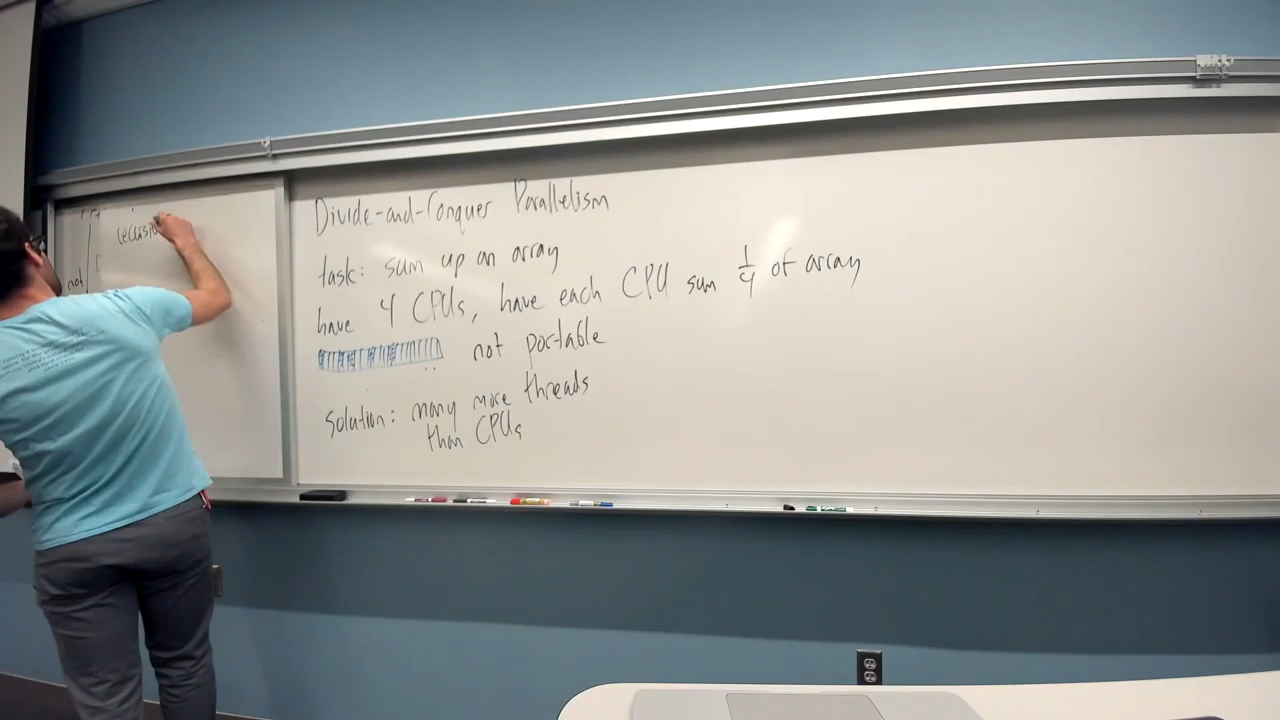 recursi
not
Divide-and-Conquer Parallelism
task: sum up an array
have 4 CPUs, have each CPU sum 1/4 of array
not portable
solution: many more threads
than CPUs